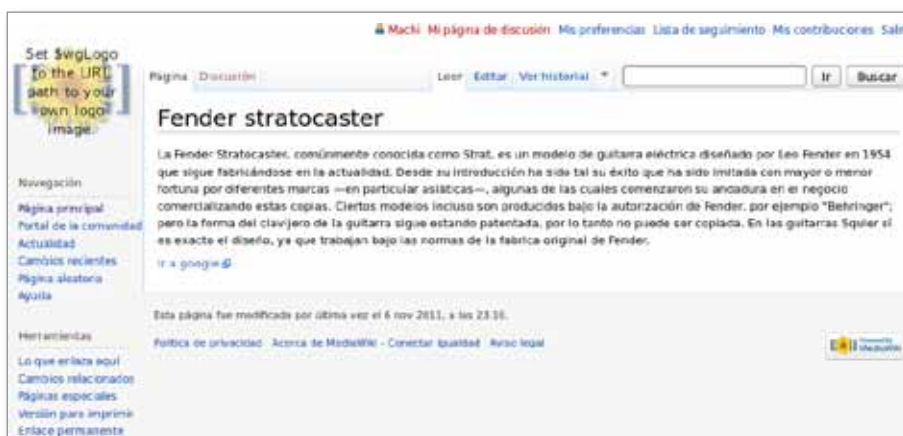 Machi Mi página de discusión Mis preferencias Lista de seguimiento Mis contribuciones Salir
Set $wgLogo
to the URL
path to your
own logo
image.
Página Discusión Leer Editar Ver historial Ir Buscar
Fender stratocaster
La Fender Stratocaster, comúnmente conocida como Strat, es un modelo de guitarra eléctrica diseñado por Leo Fender en 1954
que sigue fabricándose en la actualidad. Desde su introducción ha sido tal su éxito que ha sido imitada con mayor o menor
fortuna por diferentes marcas —en particular asiáticas—, algunas de las cuales comenzaron su andadura en el negocio
comercializando estas copias. Ciertos modelos incluso son producidos bajo la autorización de Fender, por ejemplo "Behringer";
pero la forma del clavijero de la guitarra sigue estando patentada, por lo tanto no puede ser copiada. En las guitarras Squier si
es exacto el diseño, ya que trabajan bajo las normas de la fabrica original de Fender.
Ir a google
Navegación
Página principal
Portal de la comunidad
Actualidad
Cambios recientes
Página aleatoria
Ayuda
Herramientas
Lo que enlaza aquí
Cambios relacionados
Páginas especiales
Versión para imprimir
Enlace permanente
Esta página fue modificada por última vez el 6 nov 2011, a las 23:10.
Política de privacidad Acerca de MediaWiki - Conectar Igualdad Aviso legal